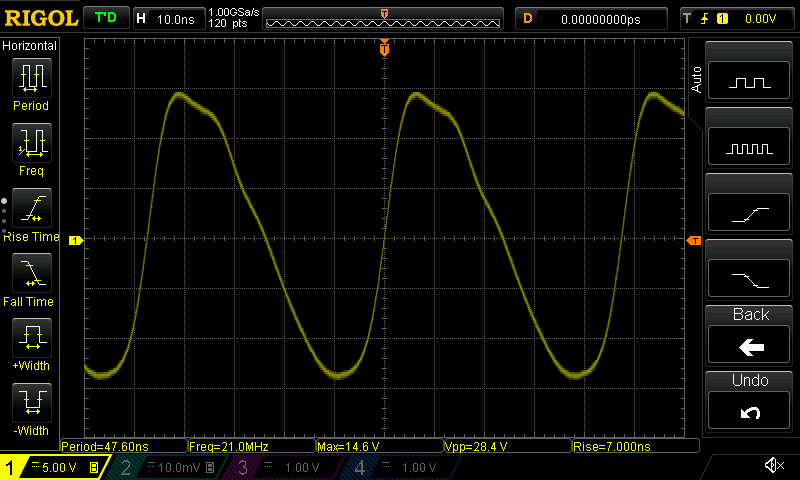 RIGOL T'D H 10.0ns 1.00GSa/s
120 pts
T
D 0.00000000ps T 1 0.00V
Horizontal
Period
Freq
Rise Time
Fall Time
+Width
-Width
T
1
T
Auto
Back
Undo
Period=47.60ns Freq=21.0MHz Max=14.6 V Vpp=28.4 V Rise=7.000ns
1 5.00 V B 2 10.0mV B 3 1.00 V 4 1.00 V